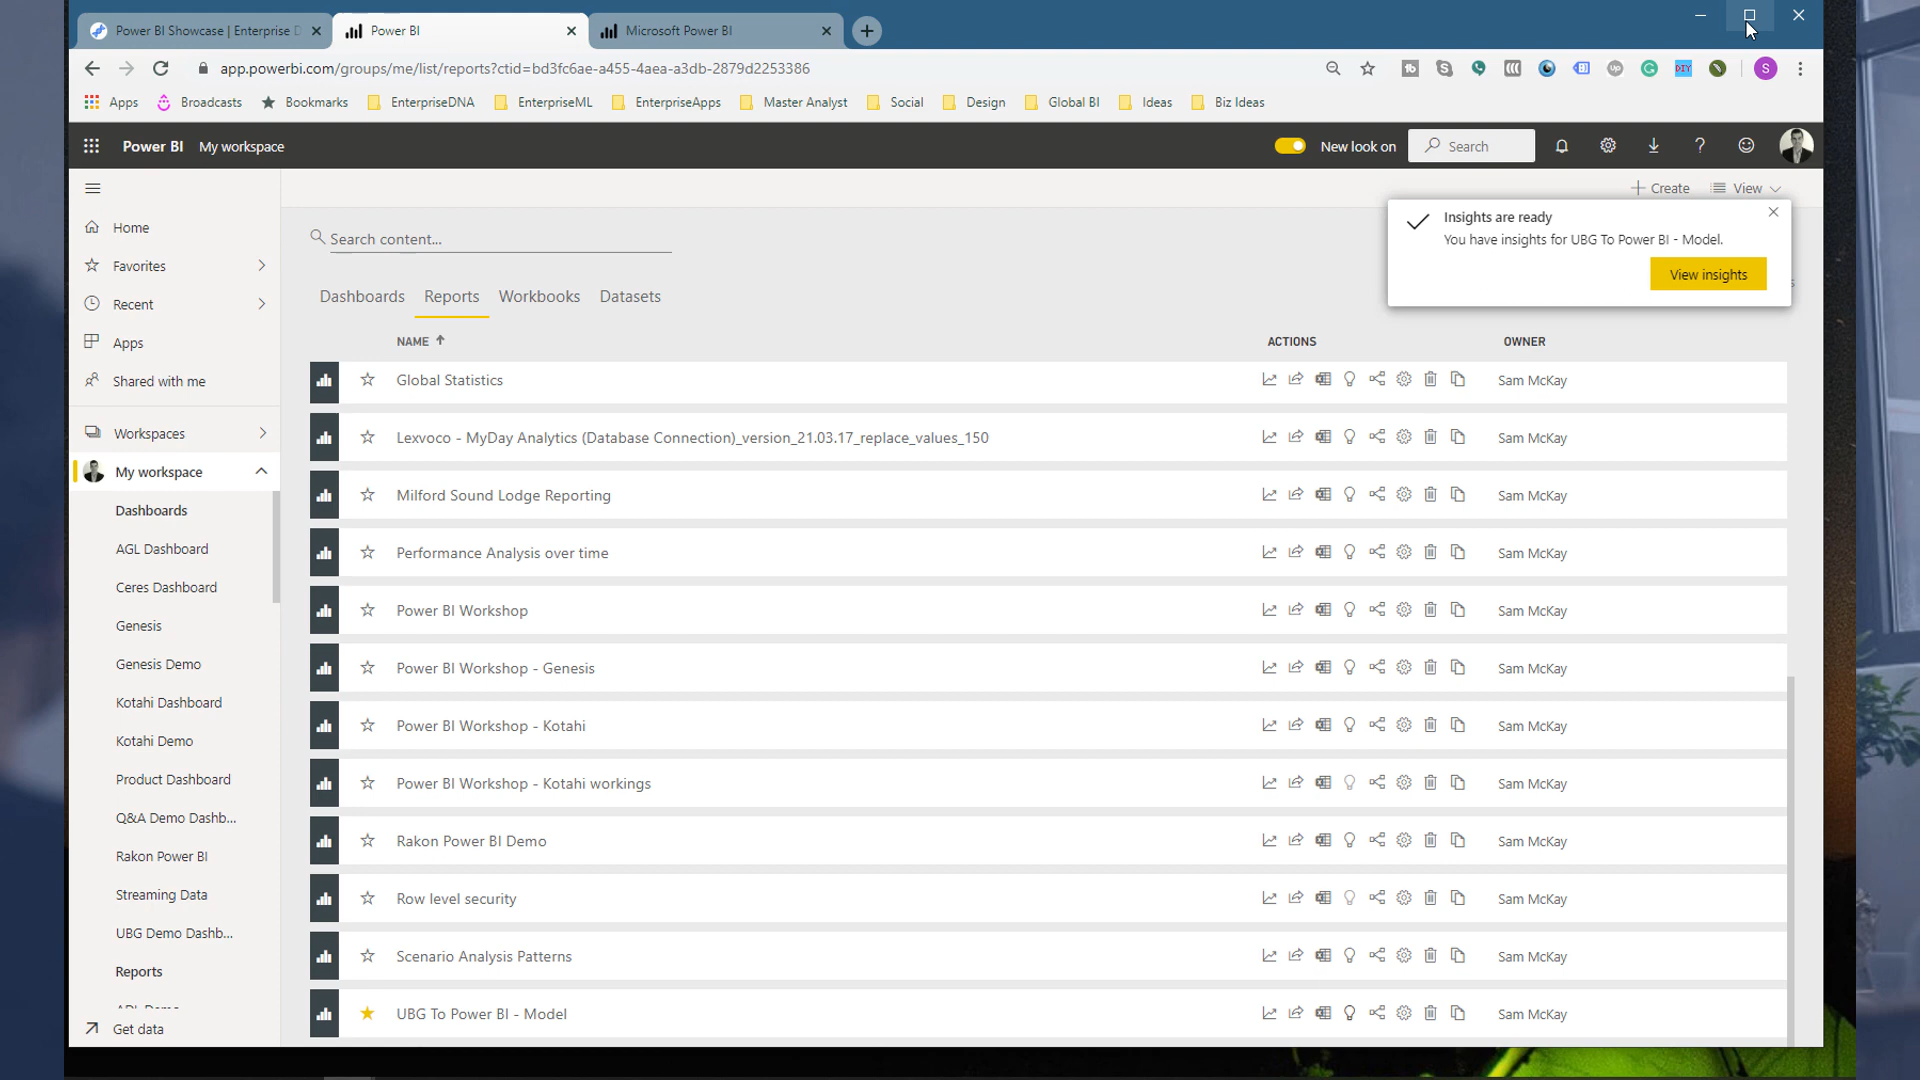 Power BI Showcase | Enterprise D
Power BI
Microsoft Power BI
app.powerbi.com/groups/me/list/reports?ctid=bd3fc6ae-a455-4aea-a3db-2879d2253386
S
Apps
Broadcasts
Bookmarks
EnterpriseDNA
EnterpriseML
EnterpriseApps
Master Analyst
Social
Design
Global BI
Ideas
Biz Ideas
Power BI
My workspace
New look on
Search
Create
View
Insights are ready
You have insights for UBG To Power BI - Model.
View insights
Home
Favorites
Recent
Apps
Shared with me
Workspaces
My workspace
Dashboards
AGL Dashboard
Ceres Dashboard
Genesis
Genesis Demo
Kotahi Dashboard
Kotahi Demo
Product Dashboard
Q&A Demo Dashb...
Rakon Power BI
Streaming Data
UBG Demo Dashb...
Reports
Get data
Search content...
Dashboards Reports Workbooks Datasets
NAME ACTIONS OWNER
Global Statistics Sam McKay
Lexvoco - MyDay Analytics (Database Connection)_version_21.03.17_replace_values_150 Sam McKay
Milford Sound Lodge Reporting Sam McKay
Performance Analysis over time Sam McKay
Power BI Workshop Sam McKay
Power BI Workshop - Genesis Sam McKay
Power BI Workshop - Kotahi Sam McKay
Power BI Workshop - Kotahi workings Sam McKay
Rakon Power BI Demo Sam McKay
Row level security Sam McKay
Scenario Analysis Patterns Sam McKay
UBG To Power BI - Model Sam McKay